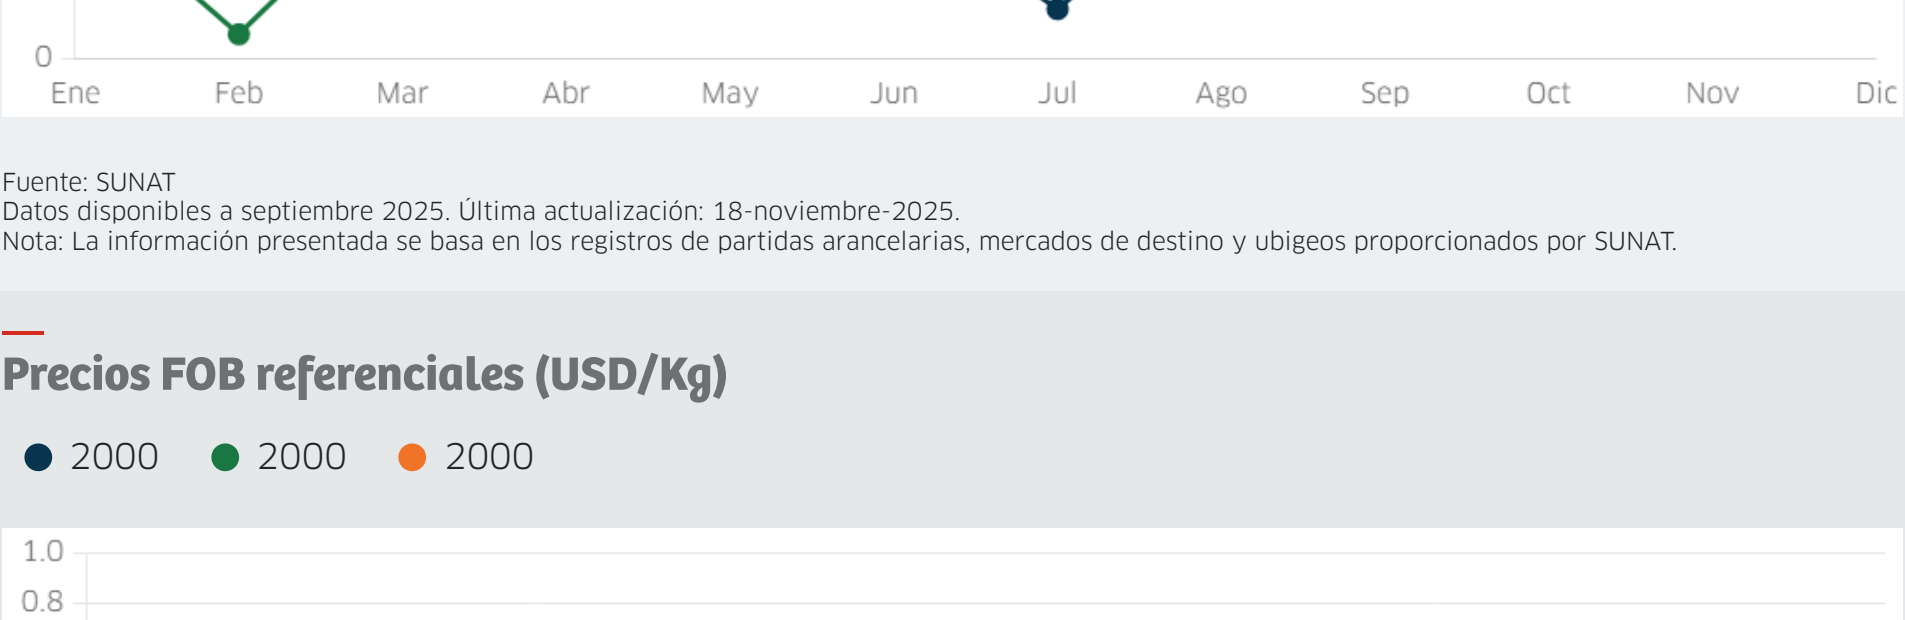 0
Ene Feb Mar Abr May Jun Jul Ago Sep Oct Nov Dic
Fuente: SUNAT
Datos disponibles a septiembre 2025. Última actualización: 18-noviembre-2025.
Nota: La información presentada se basa en los registros de partidas arancelarias, mercados de destino y ubigeos proporcionados por SUNAT.
Precios FOB referenciales (USD/Kg)
2000 2000 2000
1.0
0.8